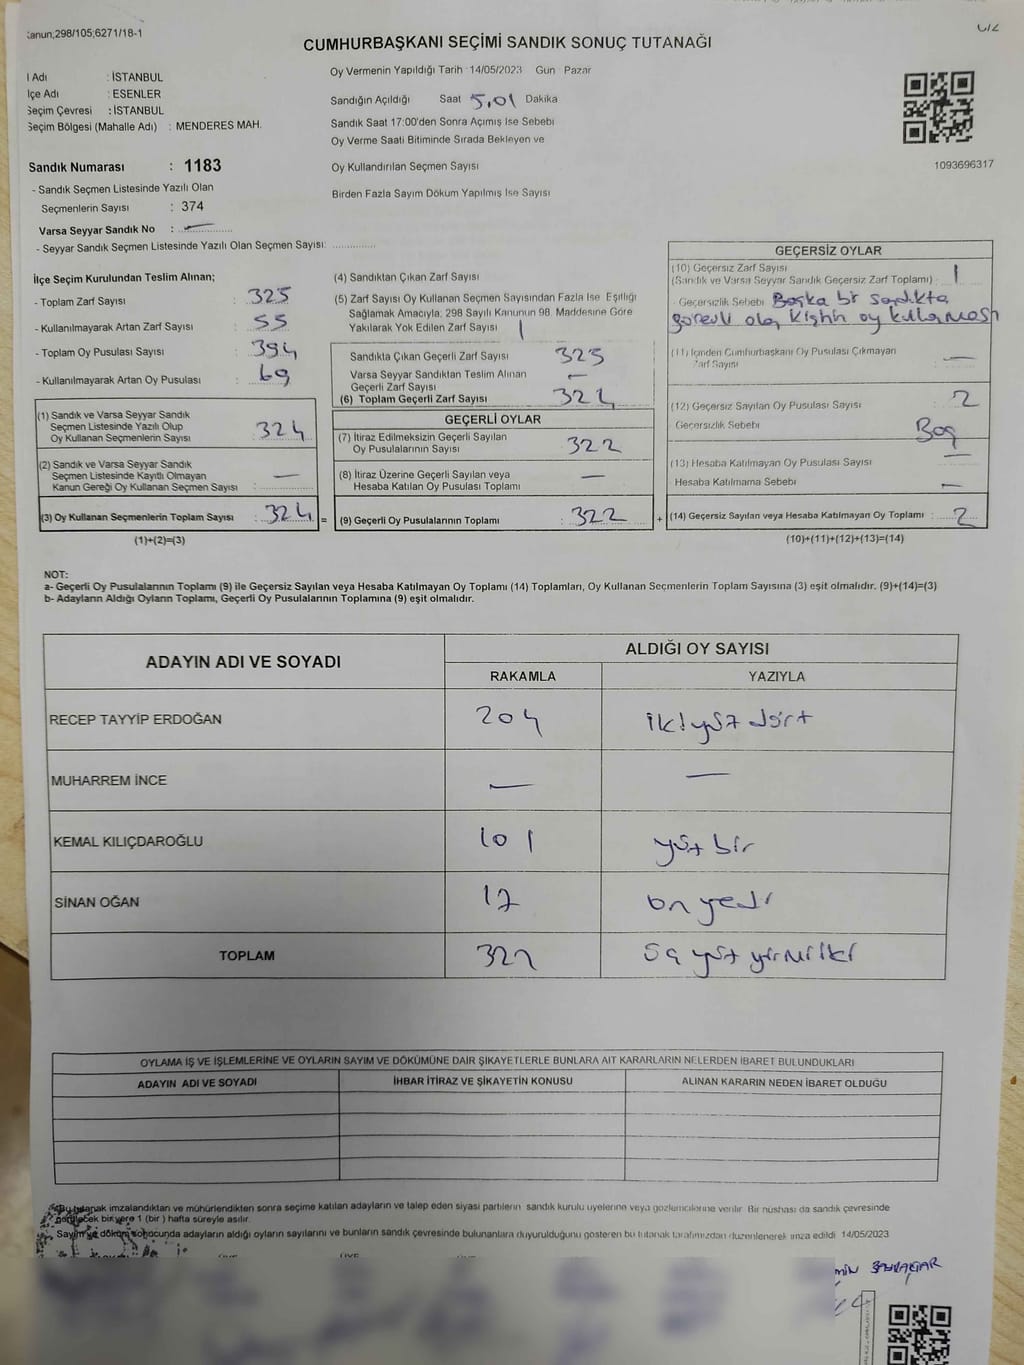 Kanun,298/105;6271/18-1
CUMHURBAŞKANI SEÇİMİ SANDIK SONUÇ TUTANAĞI
l Adı : İSTANBUL
lçe Adı : ESENLER
Seçim Çevresi : İSTANBUL
Seçim Bölgesi (Mahalle Adı) : MENDERES MAH.
Oy Vermenin Yapıldığı Tarih : 14/05/2023 Gün Pazar
Sandığın Açıldığı Saat 5,01 Dakika
Sandık Saat 17:00'den Sonra Açımış İse Sebebi
Oy Verme Saati Bitiminde Sırada Bekleyen ve
Oy Kullandırılan Seçmen Sayısı
Birden Fazla Sayım Döküm Yapılmış İse Sayısı
1093696317
Sandık Numarası : 1183
- Sandık Seçmen Listesinde Yazılı Olan
Seçmenlerin Sayısı : 374
Varsa Seyyar Sandık No : —
- Seyyar Sandık Seçmen Listesinde Yazılı Olan Seçmen Sayısı: ............
İlçe Seçim Kurulundan Teslim Alınan;
- Toplam Zarf Sayısı : 325
- Kullanılmayarak Artan Zarf Sayısı : 55
- Toplam Oy Pusulası Sayısı : 394
- Kullanılmayarak Artan Oy Pusulası : 69
(1) Sandık ve Varsa Seyyar Sandık
Seçmen Listesinde Yazılı Olup
Oy Kullanan Seçmenlerin Sayısı : 324
(2) Sandık ve Varsa Seyyar Sandık
Seçmen Listesinde Kayıtlı Olmayan
Kanun Gereği Oy Kullanan Seçmen Sayısı : —
(3) Oy Kullanan Seçmenlerin Toplam Sayısı : 324 =
(1)+(2)=(3)
(4) Sandıktan Çıkan Zarf Sayısı
(5) Zarf Sayısı Oy Kullanan Seçmen Sayısından Fazla İse, Eşitliği
Sağlamak Amacıyla; 298 Sayılı Kanunun 98. Maddesine Göre
Yakılarak Yok Edilen Zarf Sayısı 1
Sandıkta Çıkan Geçerli Zarf Sayısı 325
Varsa Seyyar Sandıktan Teslim Alınan
Geçerli Zarf Sayısı —
(6) Toplam Geçerli Zarf Sayısı 324
GEÇERLİ OYLAR
(7) İtiraz Edilmeksizin Geçerli Sayılan
Oy Pusulalarının Sayısı 322
(8) İtiraz Üzerine Geçerli Sayılan veya
Hesaba Katılan Oy Pusulası Toplamı —
(9) Geçerli Oy Pusulalarının Toplamı : 322 +
GEÇERSİZ OYLAR
(10) Geçersiz Zarf Sayısı
(Sandık ve Varsa Seyyar Sandık Geçersiz Zarf Toplamı) : 1
- Geçersizlik Sebebi Başka bir sandıkta
görevli olan kişinin oy kullanması
(11) İçinden Cumhurbaşkanı Oy Pusulası Çıkmayan
Zarf Sayısı —
(12) Geçersiz Sayılan Oy Pusulası Sayısı 2
Geçersizlik Sebebi Boş
(13) Hesaba Katılmayan Oy Pusulası Sayısı —
Hesaba Katılmama Sebebi —
(14) Geçersiz Sayılan veya Hesaba Katılmayan Oy Toplamı : 2
(10)+(11)+(12)+(13)=(14)
NOT:
a- Geçerli Oy Pusulalarının Toplamı (9) ile Geçersiz Sayılan veya Hesaba Katılmayan Oy Toplamı (14) Toplamları, Oy Kullanan Seçmenlerin Toplam Sayısına (3) eşit olmalıdır. (9)+(14)=(3)
b- Adayların Aldığı Oyların Toplamı, Geçerli Oy Pusulalarının Toplamına (9) eşit olmalıdır.
ADAYIN ADI VE SOYADI ALDIĞI OY SAYISI
RAKAMLA YAZIYLA
RECEP TAYYİP ERDOĞAN 204 ikiyüz dört
MUHARREM İNCE — —
KEMAL KILIÇDAROĞLU 101 yüz bir
SİNAN OĞAN 17 on yedi
TOPLAM 322 üç yüz yirmi iki
OYLAMA İŞ VE İŞLEMLERİNE VE OYLARIN SAYIM VE DÖKÜMÜNE DAİR ŞİKAYETLERLE BUNLARA AİT KARARLARIN NELERDEN İBARET BULUNDUKLARI
ADAYIN ADI VE SOYADI İHBAR İTİRAZ VE ŞİKAYETİN KONUSU ALINAN KARARIN NEDEN İBARET OLDUĞU
Bu tutanak imzalandıktan ve mühürlendikten sonra seçime katılan adayların ve talep eden siyasi partilerin sandık kurulu üyelerine veya gözlemcilerine verilir. Bir nüshası da sandık çevresinde
görülecek bir yere 1 (bir) hafta süreyle asılır.
Sayım ve döküm sonucunda adayların aldığı oyların sayılarını ve bunların sandık çevresinde bulunanlara duyurulduğunu gösteren bu tutanak tarafımızdan düzenlenerek imza edildi 14/05/2023